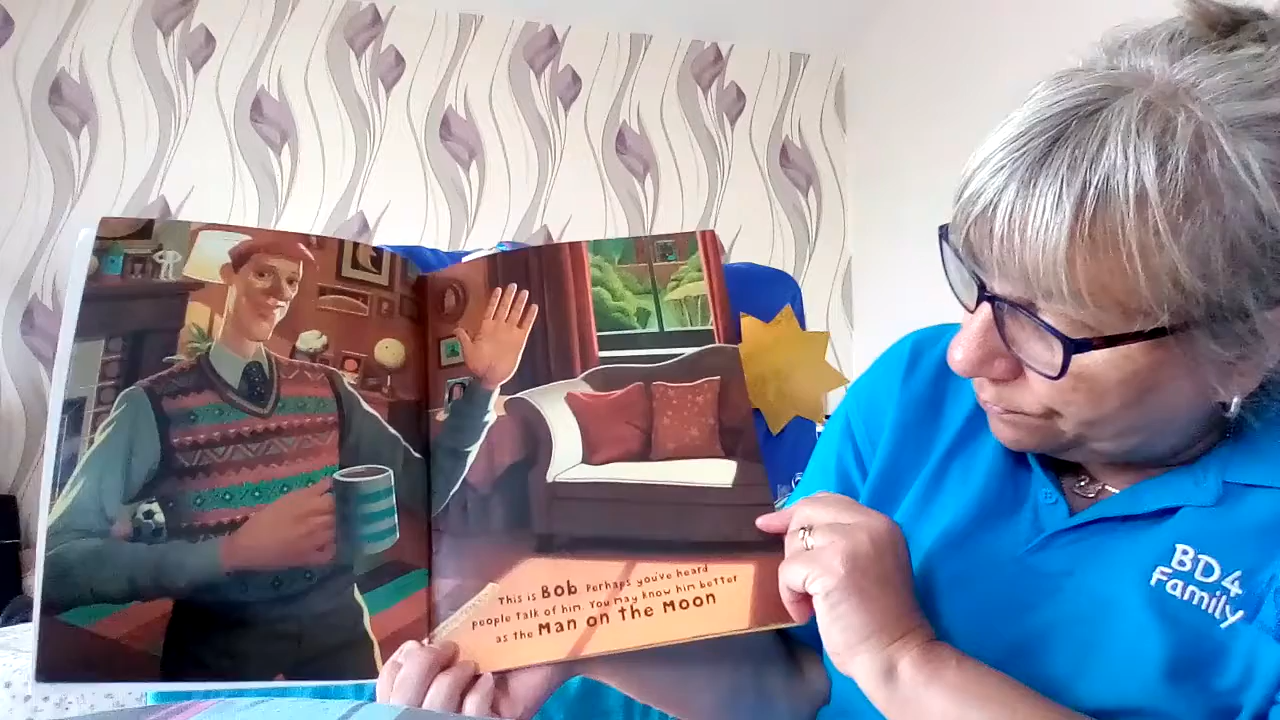 This is Bob Perhaps you've heard
people talk of him. You may know him better
as the Man on the Moon
BD4
Family